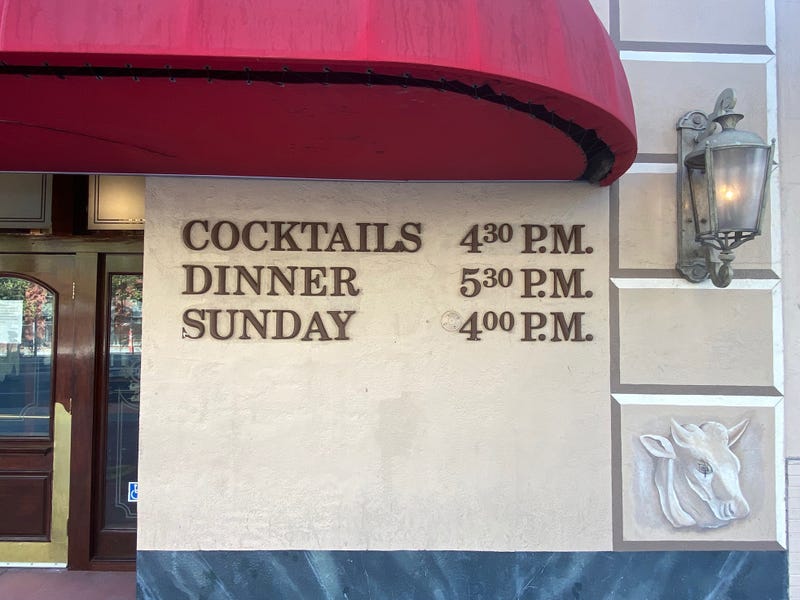 COCKTAILS 4³⁰ P.M.
DINNER 5³⁰ P.M.
SUNDAY 4⁰⁰ P.M.